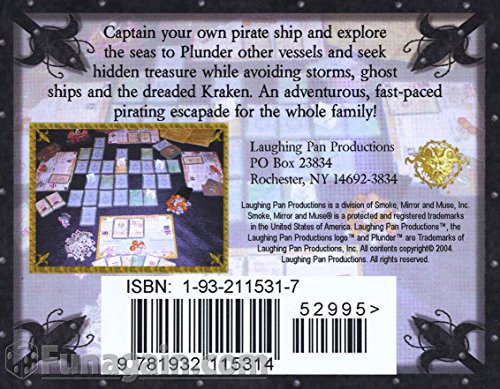 Captain your own pirate ship and explore
the seas to Plunder other vessels and seek
hidden treasure while avoiding storms, ghost
ships and the dreaded Kraken. An adventurous, fast-paced
pirating escapade for the whole family!
Laughing Pan Productions
PO Box 23834
Rochester, NY 14692-3834
Laughing Pan Productions is a division of Smoke, Mirror and Muse, Inc.
Smoke, Mirror and Muse® is a protected and registered trademarks
in the United States of America. Laughing Pan Productions™, the
Laughing Pan Productions logo™ and Plunder™ are Trademarks of
Laughing Pan Productions, Inc. All contents copyright© 2004.
Laughing Pan Productions. All rights reserved.
ISBN: 1-93-211531-7
52995>
9 781932 115314
Funagain.com